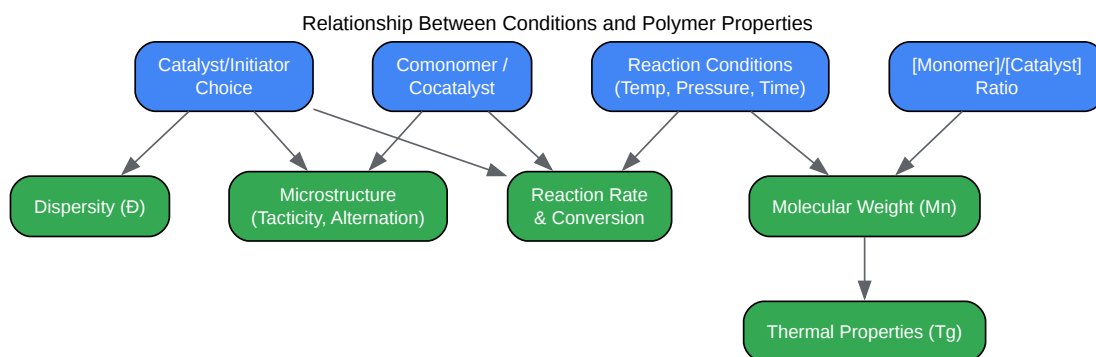 Relationship Between Conditions and Polymer Properties
Catalyst/Initiator
Choice
Comonomer /
Cocatalyst
Reaction Conditions
(Temp, Pressure, Time)
[Monomer]/[Catalyst]
Ratio
Dispersity (Đ)
Microstructure
(Tacticity, Alternation)
Reaction Rate
& Conversion
Molecular Weight (Mn)
Thermal Properties (Tg)